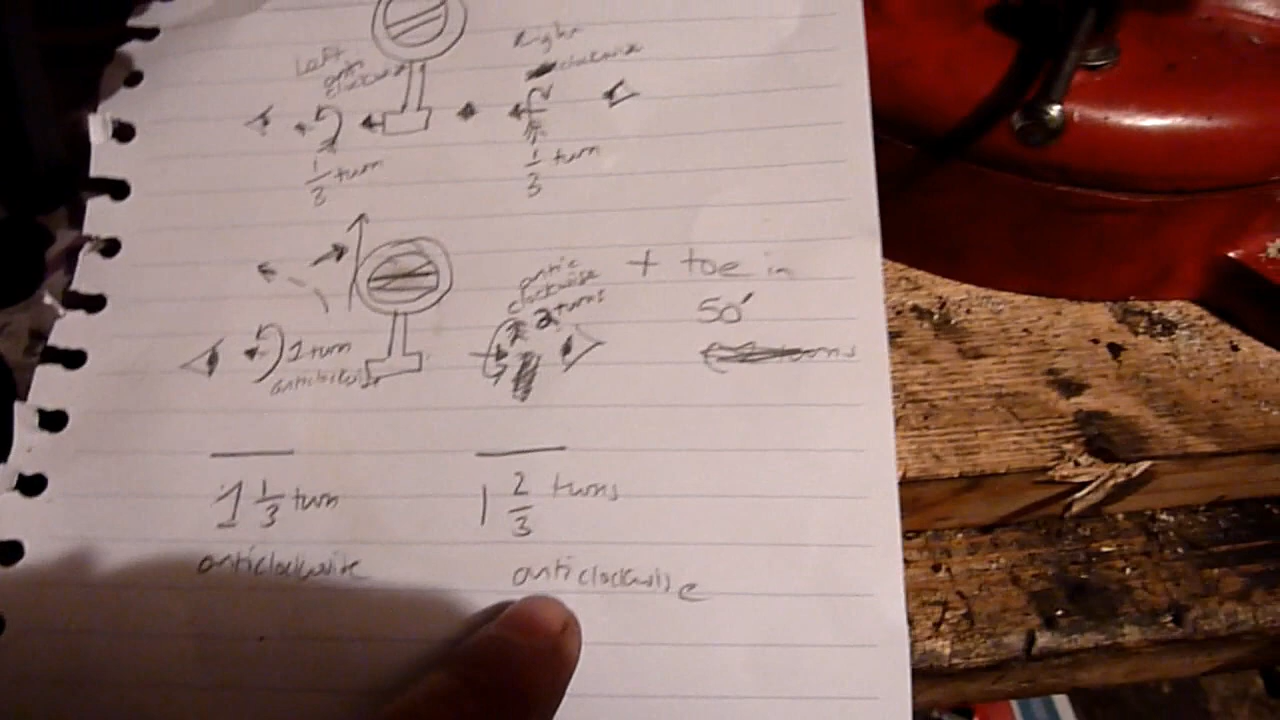 Left
anti
clockwise
Right
clockwise
1/3 turn
1/3 turn
antic
clockwise
2 turns
+ toe in
50'
1 turn
anticlockwise
1 1/3 turn
1 2/3 turns
anticlockwise
anticlockwise